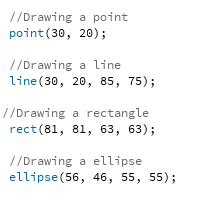 //Drawing a point
point(30, 20);
//Drawing a line
line(30, 20, 85, 75);
//Drawing a rectangle
rect(81, 81, 63, 63);
//Drawing a ellipse
ellipse(56, 46, 55, 55);